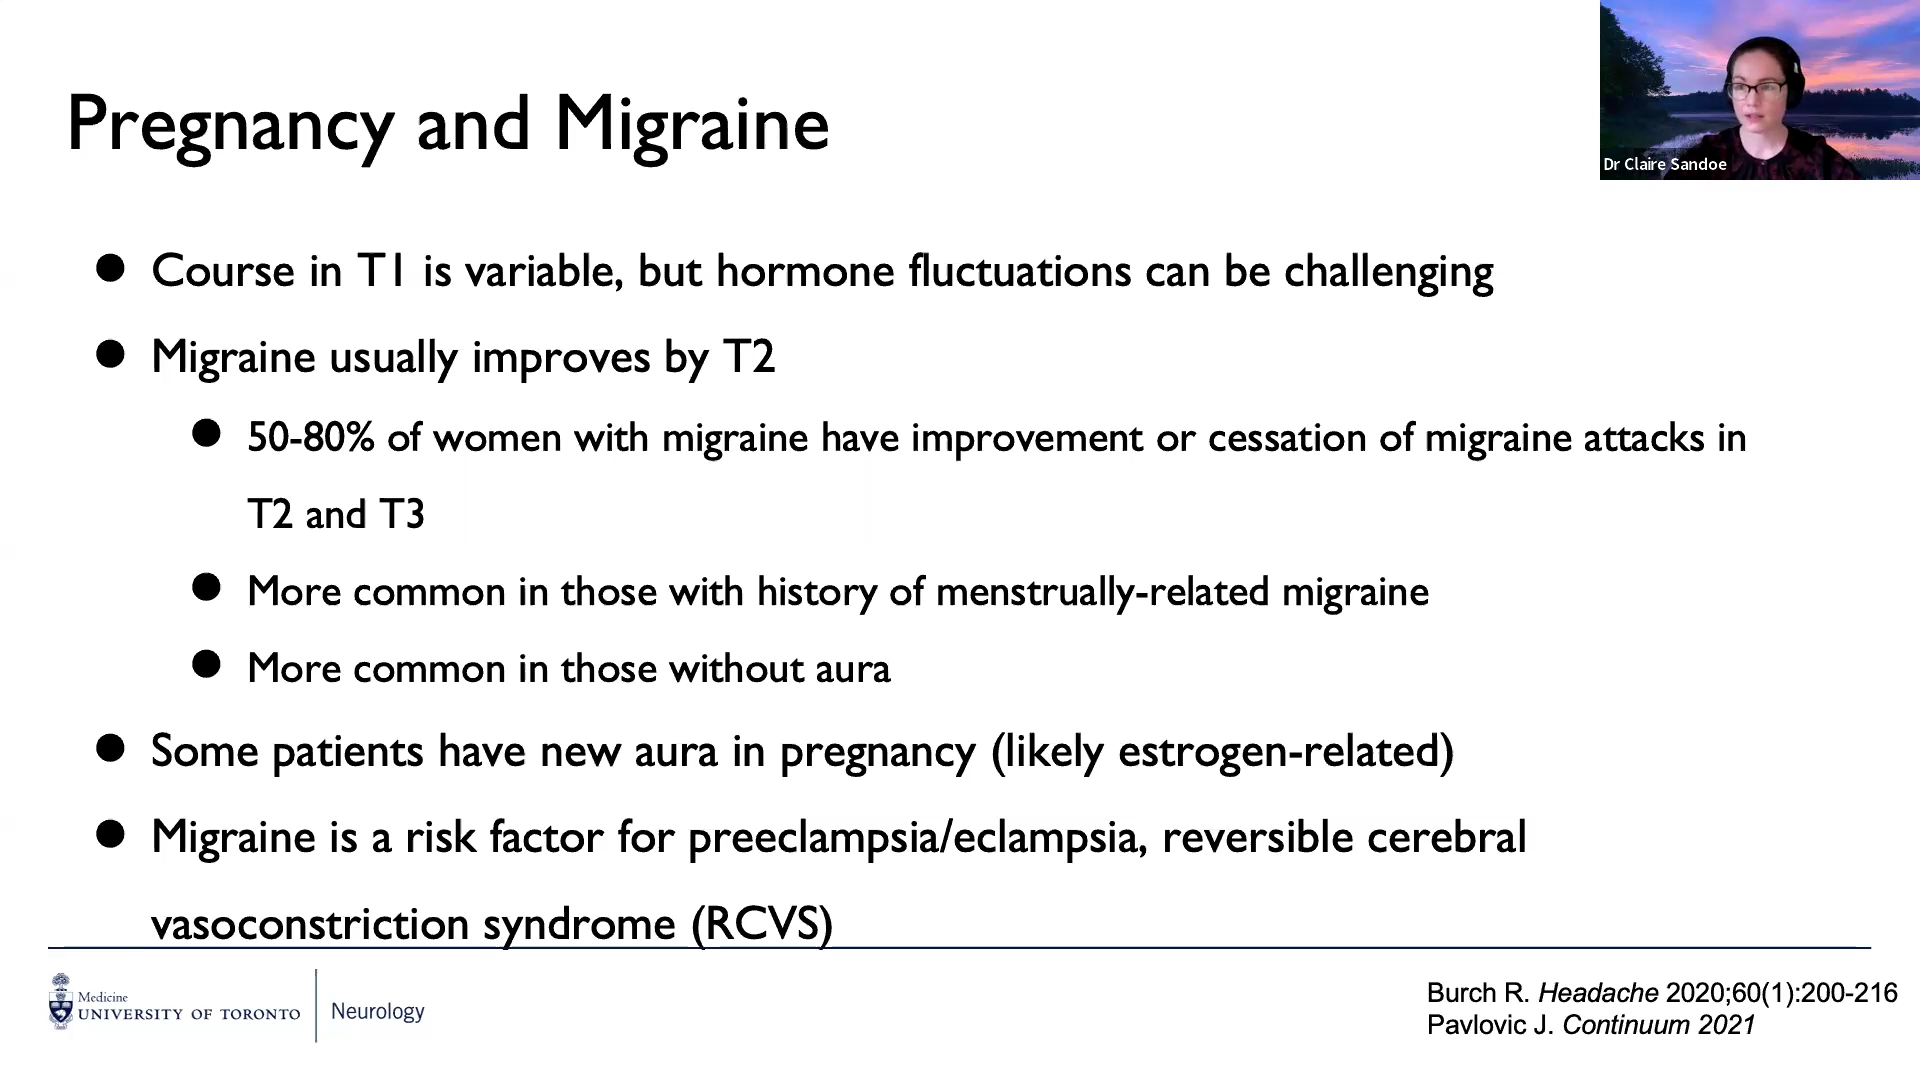 Pregnancy and Migraine
Dr Claire Sandoe
● Course in T1 is variable, but hormone fluctuations can be challenging
● Migraine usually improves by T2
● 50-80% of women with migraine have improvement or cessation of migraine attacks in
T2 and T3
● More common in those with history of menstrually-related migraine
● More common in those without aura
● Some patients have new aura in pregnancy (likely estrogen-related)
● Migraine is a risk factor for preeclampsia/eclampsia, reversible cerebral
vasoconstriction syndrome (RCVS)
Medicine
UNIVERSITY OF TORONTO
Neurology
Burch R. Headache 2020;60(1):200-216
Pavlovic J. Continuum 2021